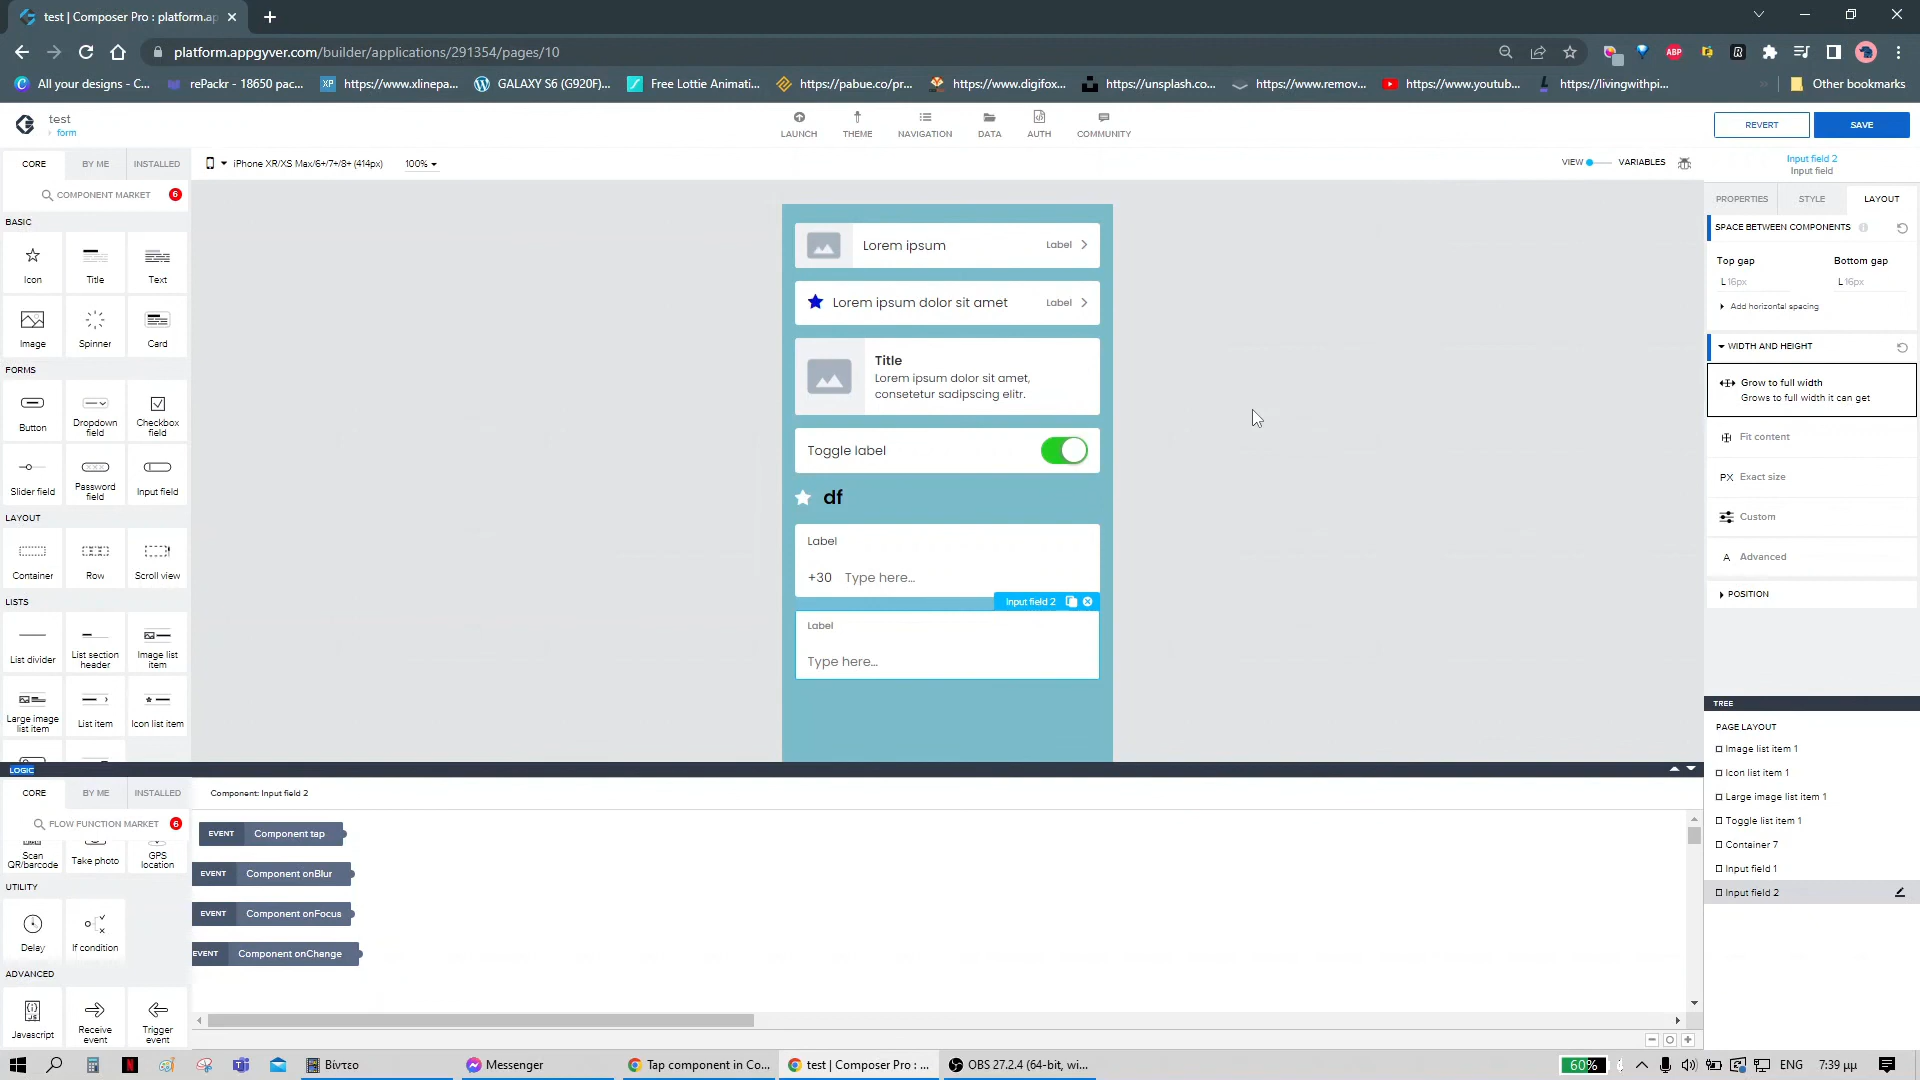 test | Composer Pro : platform.ap
platform.appgyver.com/builder/applications/291354/pages/10
ABP
All your designs - C...
rePackr - 18650 pac...
XP https://www.xlinepa...
GALAXY S6 (G920F)...
Free Lottie Animati...
https://pabue.co/pr...
https://www.digifox...
https://unsplash.co...
https://www.remov...
https://www.youtub...
https://livingwithpi...
Other bookmarks
test
form
LAUNCH
THEME
NAVIGATION
DATA
AUTH
COMMUNITY
REVERT
SAVE
CORE
BY ME
INSTALLED
iPhone XR/XS Max/6+/7+/8+ (414px)
100%
VIEW
VARIABLES
Input field 2
Input field
COMPONENT MARKET
6
PROPERTIES
STYLE
LAYOUT
BASIC
Icon
Title
Text
Image
Spinner
Card
FORMS
Button
Dropdown field
Checkbox field
Slider field
Password field
Input field
LAYOUT
Container
Row
Scroll view
LISTS
List divider
List section header
Image list item
Large image list item
List item
Icon list item
Lorem ipsum
Label
Lorem ipsum dolor sit amet
Label
Title
Lorem ipsum dolor sit amet,
consetetur sadipscing elitr.
Toggle label
df
Label
+30 Type here...
Input field 2
Label
Type here...
SPACE BETWEEN COMPONENTS
Top gap
Bottom gap
L 16px
L 16px
Add horizontal spacing
WIDTH AND HEIGHT
Grow to full width
Grows to full width it can get
Fit content
PX Exact size
Custom
A Advanced
POSITION
TREE
PAGE LAYOUT
Image list item 1
Icon list item 1
Large image list item 1
Toggle list item 1
Container 7
Input field 1
Input field 2
LOGIC
CORE
BY ME
INSTALLED
Component: Input field 2
FLOW FUNCTION MARKET
6
Scan QR/barcode
Take photo
GPS location
UTILITY
Delay
If condition
ADVANCED
Javascript
Receive event
Trigger event
EVENT Component tap
EVENT Component onBlur
EVENT Component onFocus
EVENT Component onChange
Βίντεο
Messenger
Tap component in Co...
test | Composer Pro : ...
OBS 27.2.4 (64-bit, wi...
60%
ENG
7:39 μμ